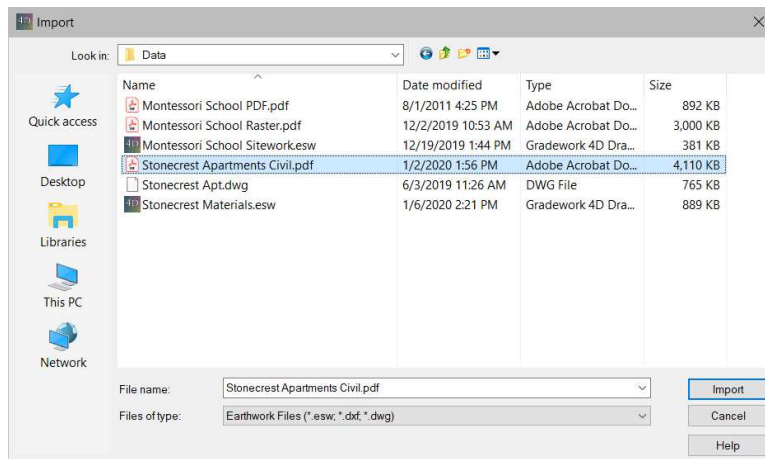 4D Import
Look in: Data
Name Date modified Type Size
Montessori School PDF.pdf 8/1/2011 4:25 PM Adobe Acrobat Do... 892 KB
Montessori School Raster.pdf 12/2/2019 10:53 AM Adobe Acrobat Do... 3,000 KB
4D Montessori School Sitework.esw 12/19/2019 1:44 PM Gradework 4D Dra... 381 KB
Stonecrest Apartments Civil.pdf 1/2/2020 1:56 PM Adobe Acrobat Do... 4,110 KB
Stonecrest Apt.dwg 6/3/2019 11:26 AM DWG File 765 KB
4D Stonecrest Materials.esw 1/6/2020 2:21 PM Gradework 4D Dra... 889 KB
Quick access
Desktop
Libraries
This PC
Network
File name: Stonecrest Apartments Civil.pdf Import
Files of type: Earthwork Files (*.esw; *.dxf; *.dwg) Cancel
Help